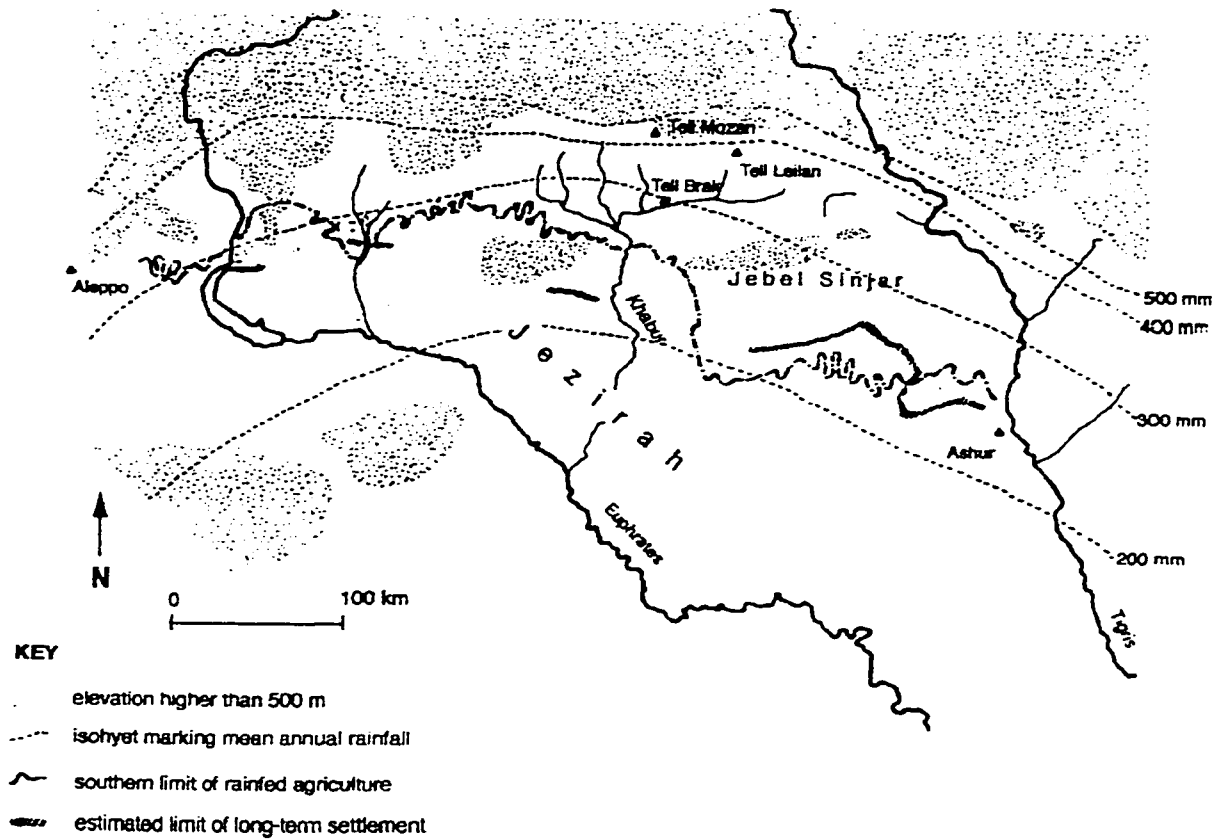 Tell Mozan
Tell Leilan
Tell Brak
Aleppo
Jebel Sinjar
Khabur
Jezirah
500 mm
400 mm
300 mm
Ashur
Euphrates
200 mm
Tigris
N
0 100 km
KEY
elevation higher than 500 m
isohyet marking mean annual rainfall
southern limit of rainfed agriculture
estimated limit of long-term settlement